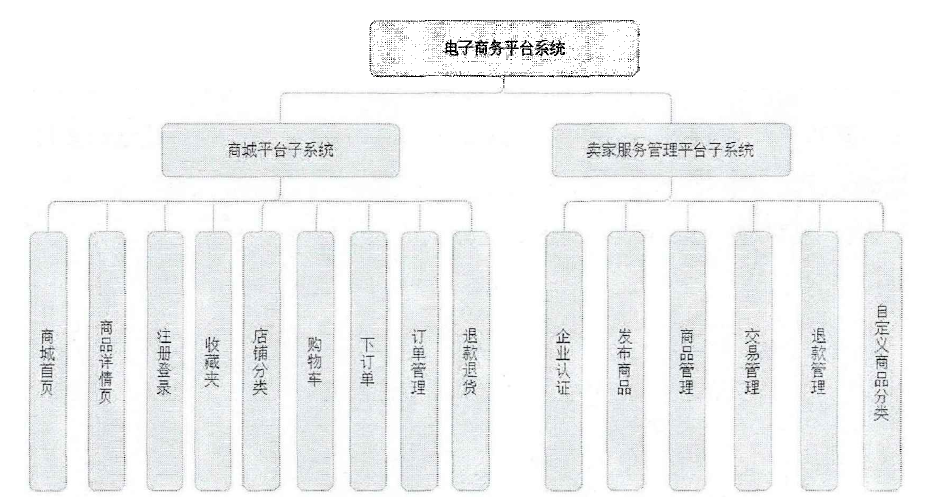 电子商务平台系统
商城平台子系统
卖家服务管理平台子系统
商城首页
商品详情页
注册登录
收藏夹
店铺分类
购物车
下订单
订单管理
退款退货
企业认证
发布商品
商品管理
交易管理
退款管理
自定义商品分类